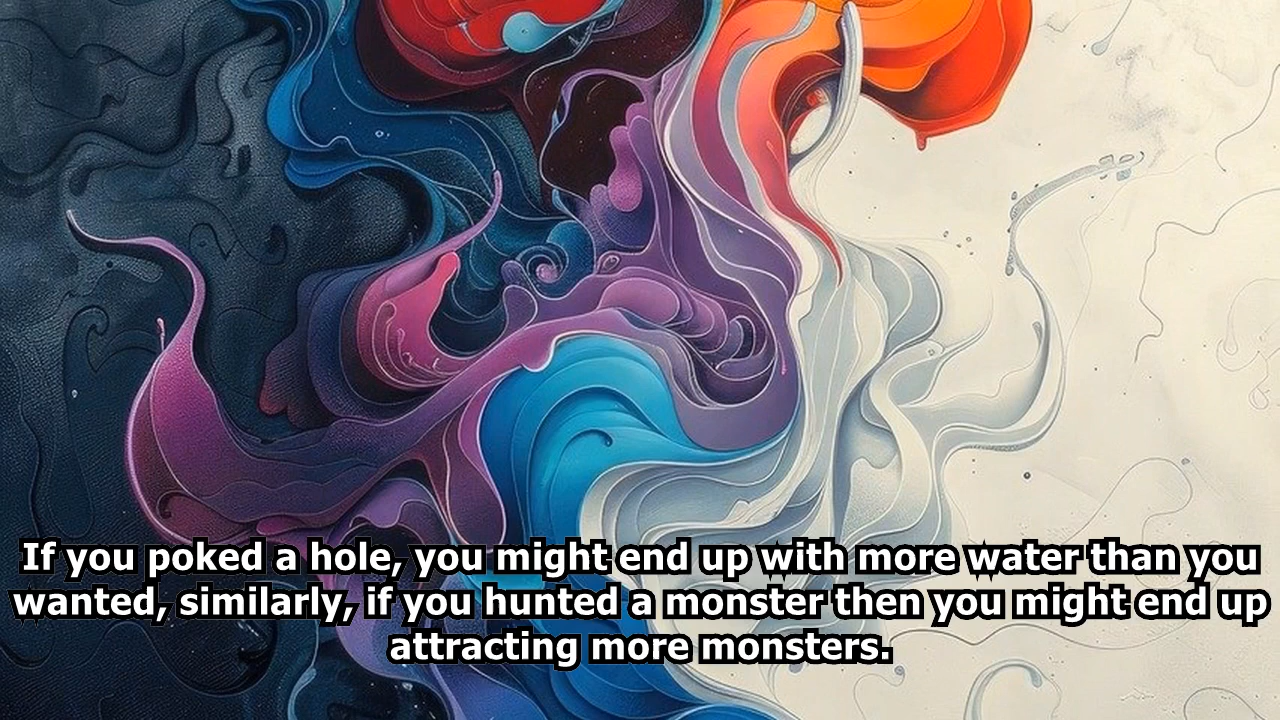 If you poked a hole, you might end up with more water than you
wanted, similarly, if you hunted a monster then you might end up
attracting more monsters.